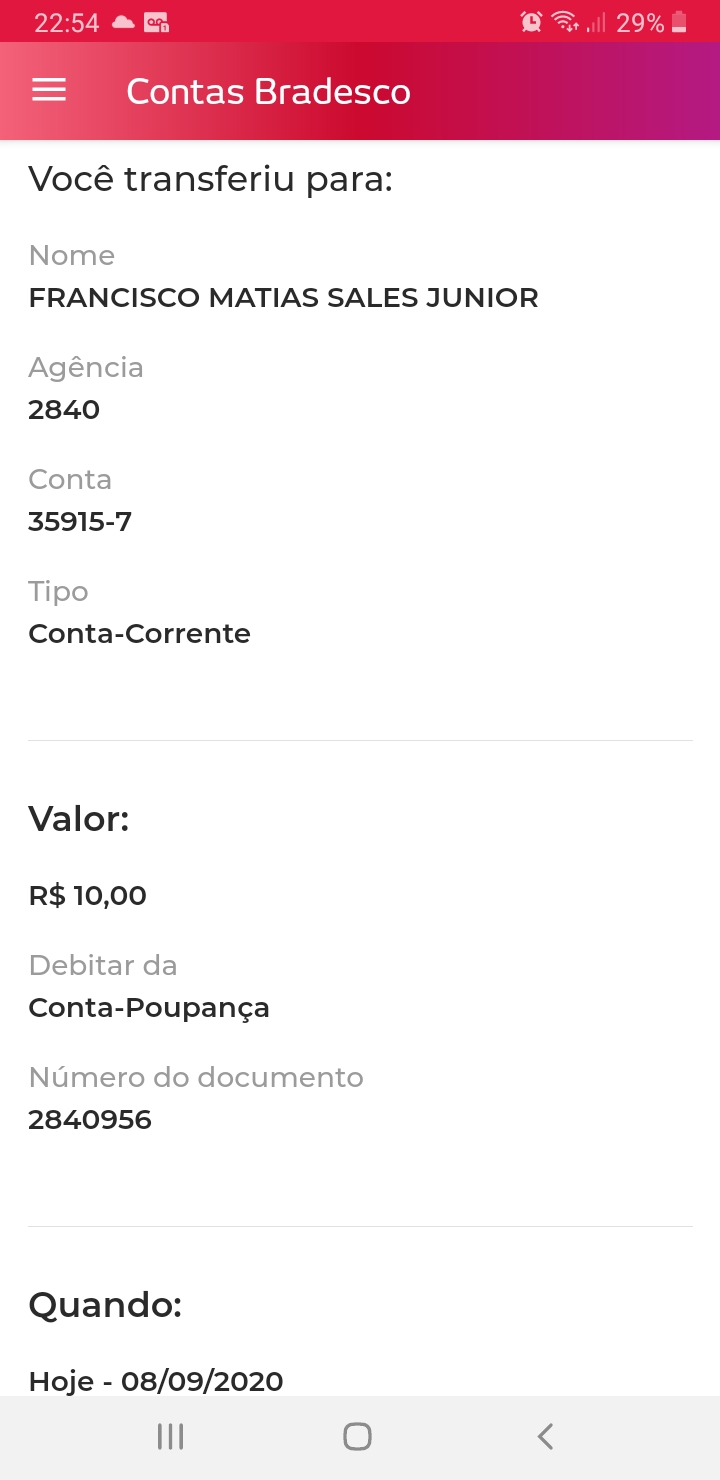 22:54
29%
Contas Bradesco
Você transferiu para:
Nome
FRANCISCO MATIAS SALES JUNIOR
Agência
2840
Conta
35915-7
Tipo
Conta-Corrente
Valor:
R$ 10,00
Debitar da
Conta-Poupança
Número do documento
2840956
Quando:
Hoje - 08/09/2020